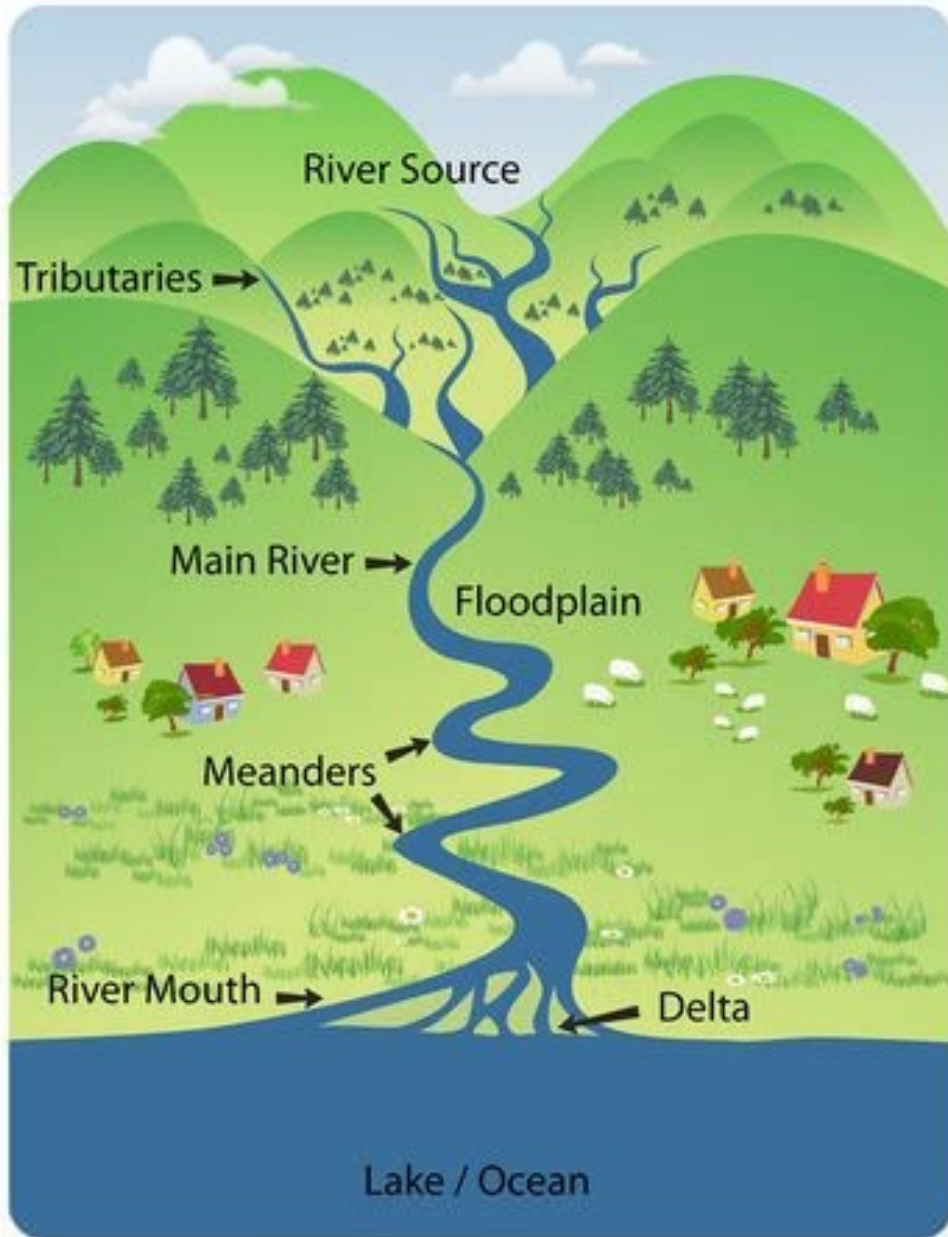 River Source
Tributaries
Main River
Floodplain
Meanders
River Mouth
Delta
Lake / Ocean